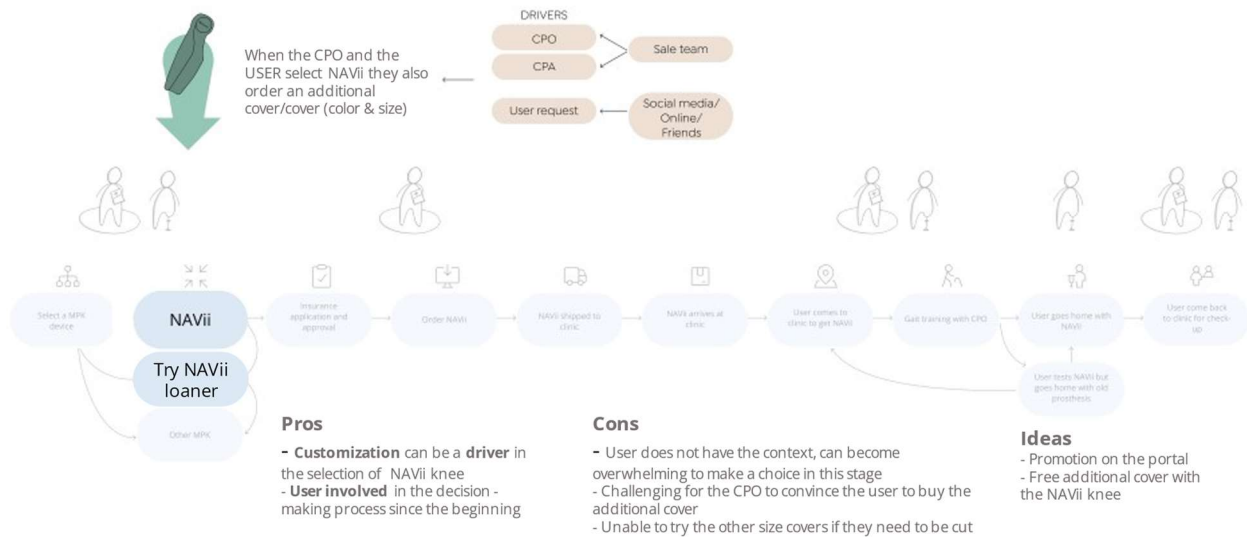 DRIVERS
CPO
CPA
Sale team
User request
Social media/
Online/
Friends
When the CPO and the
USER select NAVii they also
order an additional
cover/cover (color & size)
Select a MPK
device
NAVii
Try NAVii
loaner
Other MPK
Insurance
application and
approval
Order NAVii
NAVii shipped to
clinic
NAVii arrives at
clinic
User comes to
clinic to get NAVii
Gait training with CPO
User goes home with
NAVii
User come back
to clinic for check-
up
User tests NAVii but
goes home with old
prosthesis
Pros
- Customization can be a driver in
the selection of NAVii knee
- User involved in the decision -
making process since the beginning
Cons
- User does not have the context, can become
overwhelming to make a choice in this stage
- Challenging for the CPO to convince the user to buy the
additional cover
- Unable to try the other size covers if they need to be cut
Ideas
- Promotion on the portal
- Free additional cover with
the NAVii knee